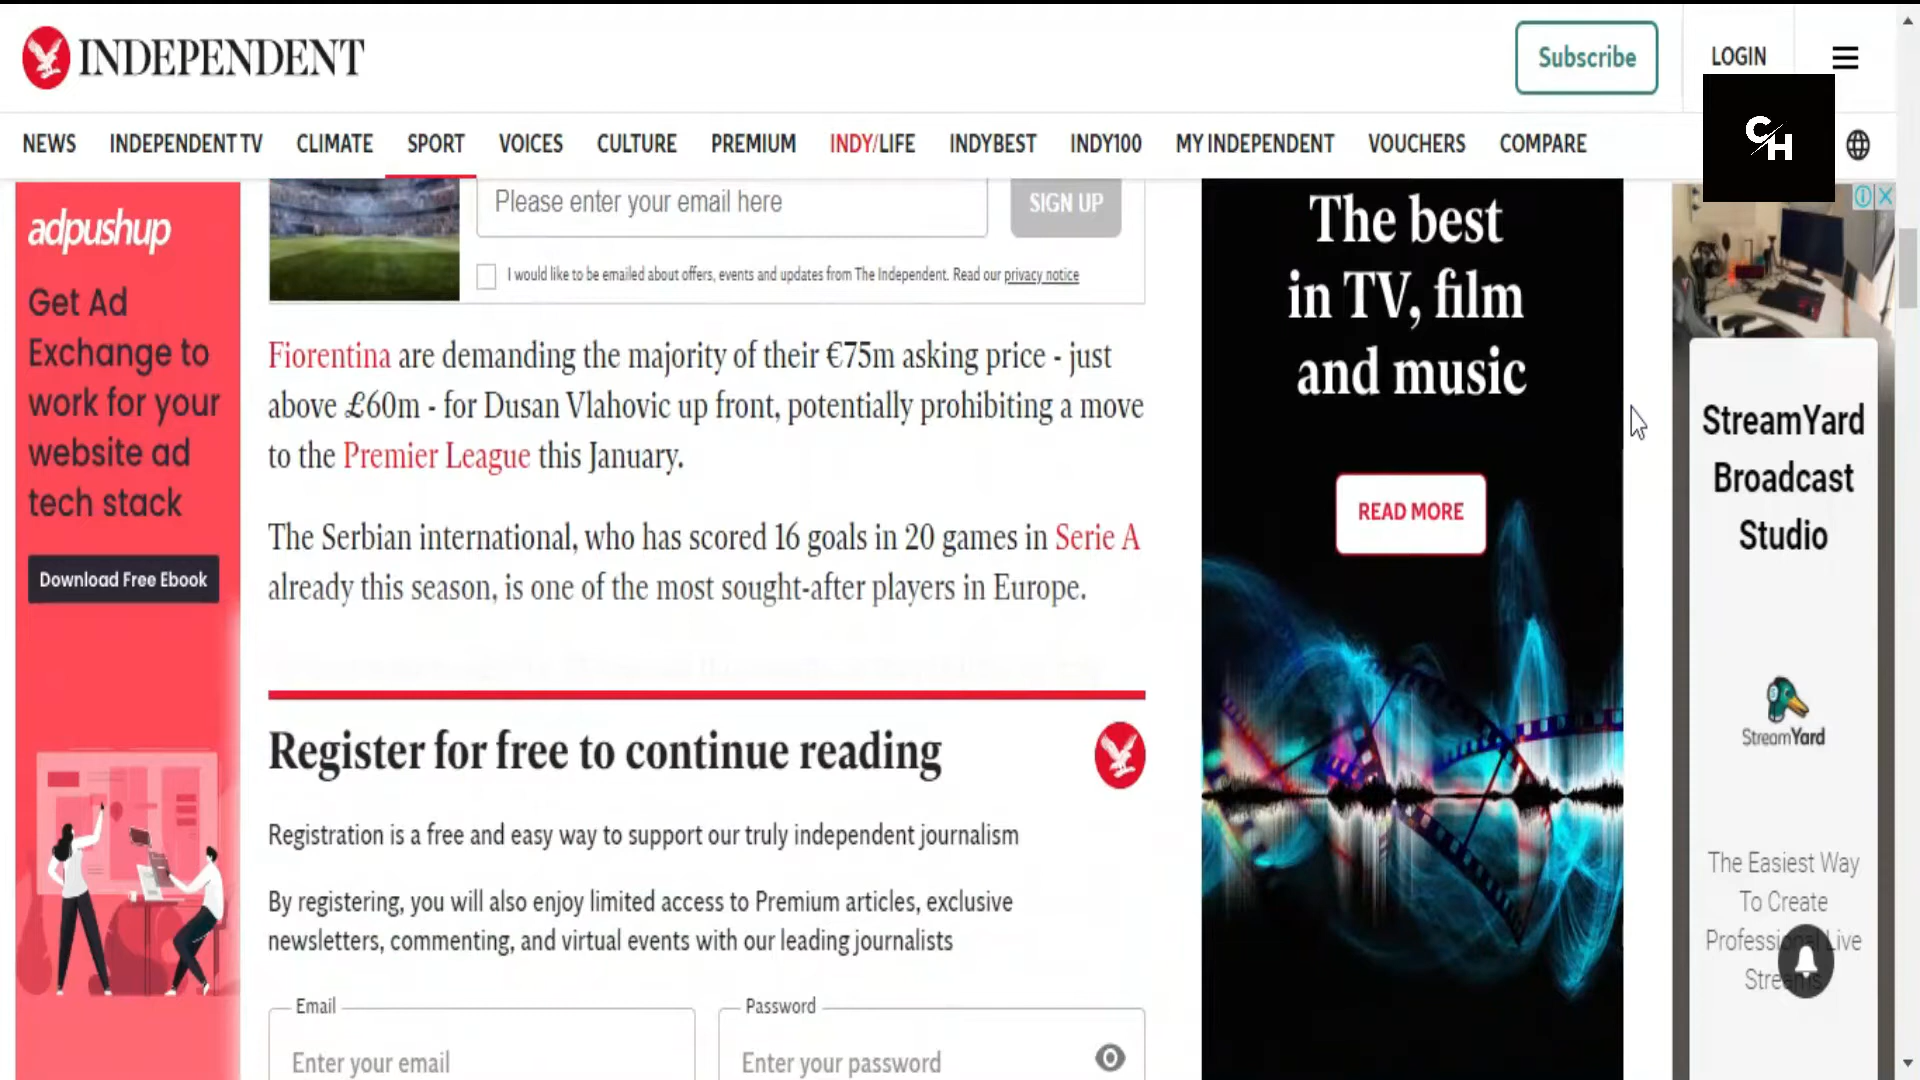 INDEPENDENT
Subscribe
LOGIN
NEWS INDEPENDENT TV CLIMATE SPORT VOICES CULTURE PREMIUM INDY/LIFE INDYBEST INDY100 MY INDEPENDENT VOUCHERS COMPARE
C/H
adpushup
Get Ad
Exchange to
work for your
website ad
tech stack
Download Free Ebook
Please enter your email here
SIGN UP
I would like to be emailed about offers, events and updates from The Independent. Read our privacy notice
Fiorentina are demanding the majority of their €75m asking price - just
above £60m - for Dusan Vlahovic up front, potentially prohibiting a move
to the Premier League this January.
The Serbian international, who has scored 16 goals in 20 games in Serie A
already this season, is one of the most sought-after players in Europe.
Register for free to continue reading
Registration is a free and easy way to support our truly independent journalism
By registering, you will also enjoy limited access to Premium articles, exclusive
newsletters, commenting, and virtual events with our leading journalists
Email
Enter your email
Password
Enter your password
The best
in TV, film
and music
READ MORE
StreamYard
Broadcast
Studio
StreamYard
The Easiest Way
To Create
Professional Live
Streams